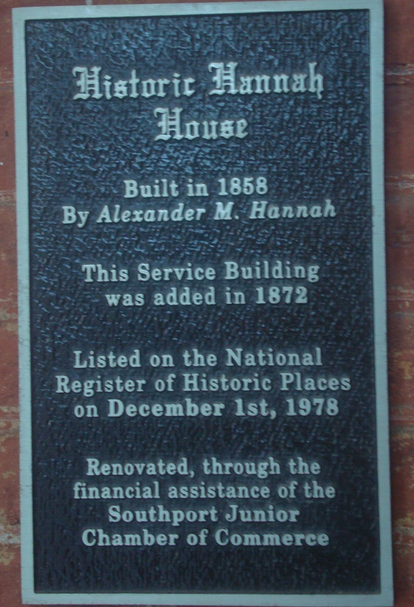 Historic Hannah
House
Built in 1858
By Alexander M. Hannah
This Service Building
was added in 1872
Listed on the National
Register of Historic Places
on December 1st, 1978
Renovated, through the
financial assistance of the
Southport Junior
Chamber of Commerce